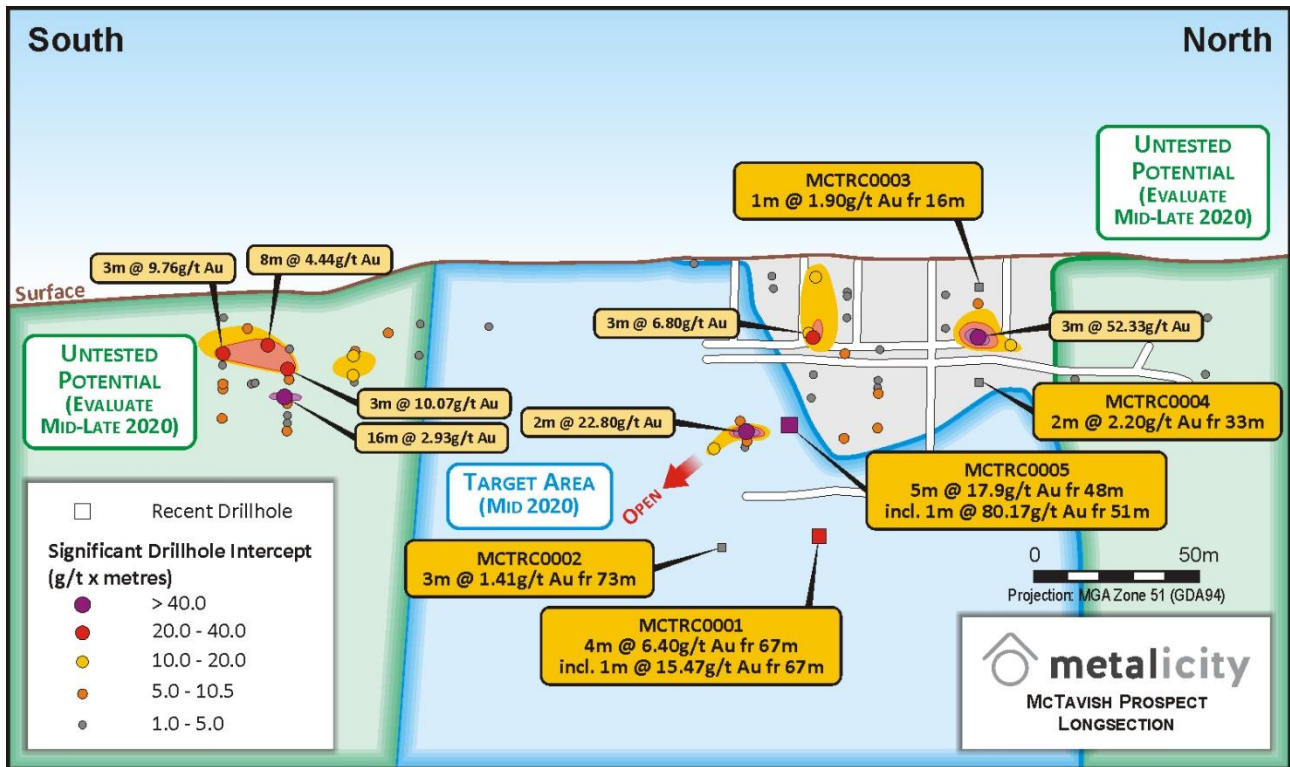 South
North
UNTESTED
POTENTIAL
(EVALUATE
MID-LATE 2020)
MCTRC0003
1m @ 1.90g/t Au fr 16m
3m @ 9.76g/t Au
8m @ 4.44g/t Au
Surface
3m @ 6.80g/t Au
3m @ 52.33g/t Au
UNTESTED
POTENTIAL
(EVALUATE
MID-LATE 2020)
3m @ 10.07g/t Au
16m @ 2.93g/t Au
2m @ 22.80g/t Au
MCTRC0004
2m @ 2.20g/t Au fr 33m
TARGET AREA
(MID 2020)
OPEN
MCTRC0005
5m @ 17.9g/t Au fr 48m
incl. 1m @ 80.17g/t Au fr 51m
MCTRC0002
3m @ 1.41g/t Au fr 73m
MCTRC0001
4m @ 6.40g/t Au fr 67m
incl. 1m @ 15.47g/t Au fr 67m
Recent Drillhole
Significant Drillhole Intercept
(g/t x metres)
> 40.0
20.0 - 40.0
10.0 - 20.0
5.0 - 10.5
1.0 - 5.0
0 50m
Projection: MGA Zone 51 (GDA94)
metalicity
MCTAVISH PROSPECT
LONGSECTION